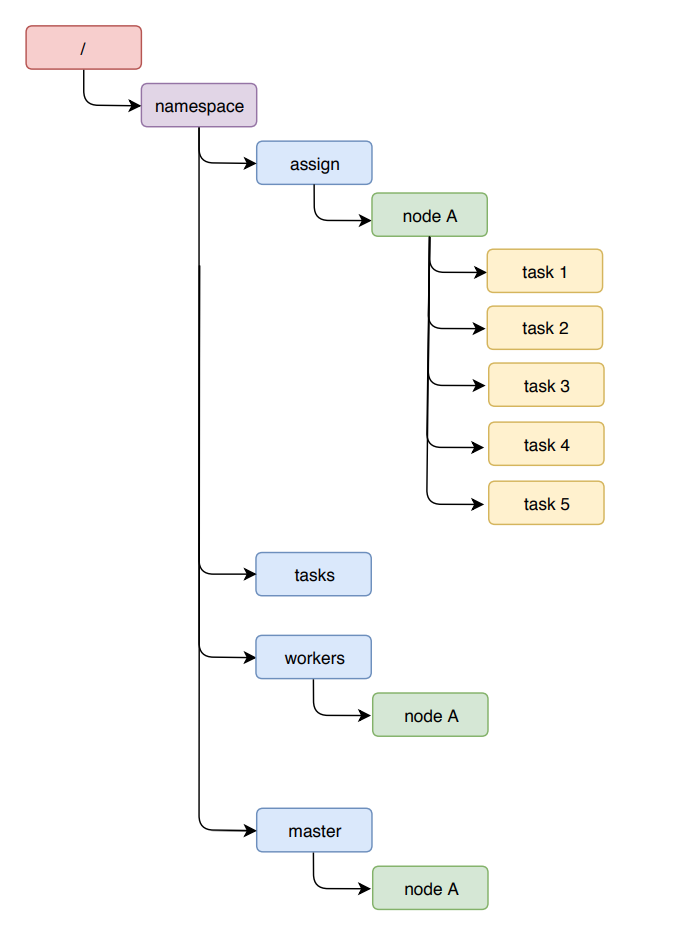 /
namespace
assign
node A
task 1
task 2
task 3
task 4
task 5
tasks
workers
node A
master
node A